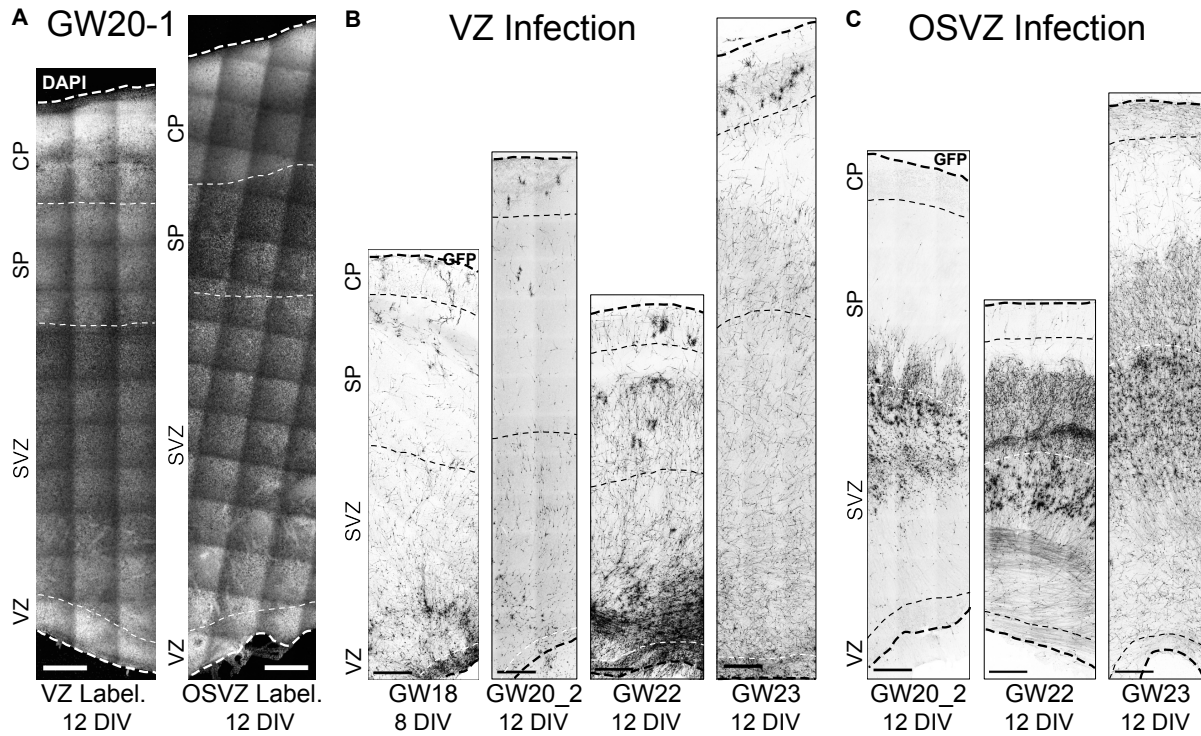 A GW20-1
DAPI
CP
SP
SVZ
VZ
CP
SP
SVZ
VZ
VZ Label.
12 DIV
OSVZ Label.
12 DIV
B VZ Infection
GFP
CP
SP
SVZ
VZ
GW18
8 DIV
GW20_2
12 DIV
GW22
12 DIV
GW23
12 DIV
C OSVZ Infection
GFP
CP
SP
SVZ
VZ
GW20_2
12 DIV
GW22
12 DIV
GW23
12 DIV